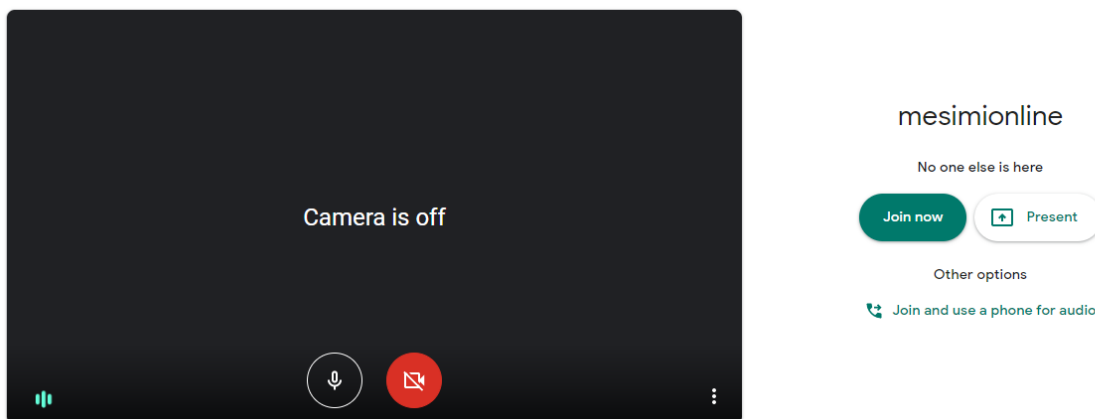 Camera is off
mesimionline
No one else is here
Join now
Present
Other options
Join and use a phone for audio